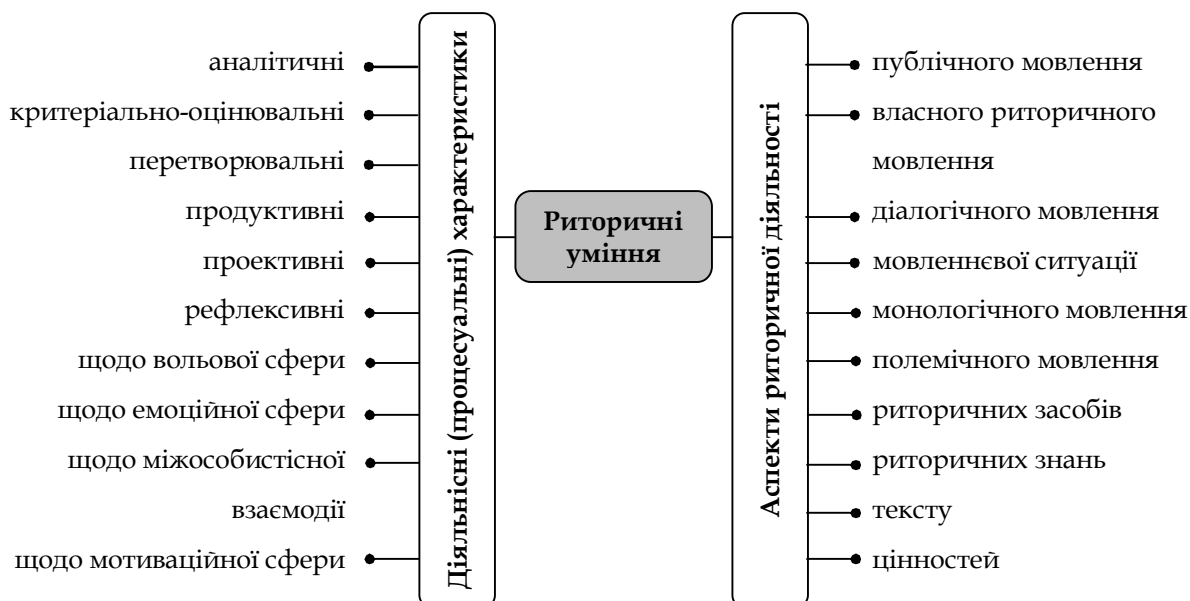 аналітичні
критеріально-оцінювальні
перетворювальні
продуктивні
проективні
рефлексивні
щодо вольової сфери
щодо емоційної сфери
щодо міжособистісної
взаємодії
щодо мотиваційної сфери
Діяльнісні (процесуальні) характеристики
Риторичні
уміння
Аспекти риторичної діяльності
публічного мовлення
власного риторичного
мовлення
діалогічного мовлення
мовленнєвої ситуації
монологічного мовлення
полемічного мовлення
риторичних засобів
риторичних знань
тексту
цінностей